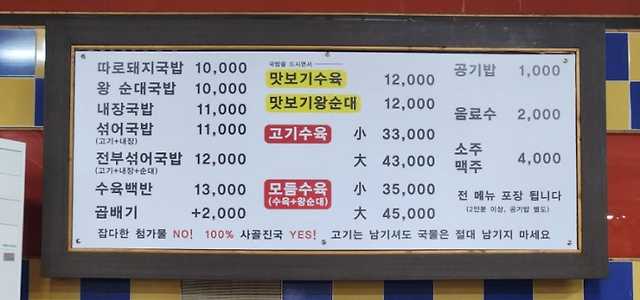 따로돼지국밥 10,000
왕 순대국밥 10,000
내장국밥 11,000
섞어국밥 11,000
(고기+내장)
전부섞어국밥 12,000
(고기+내장+순대)
수육백반 13,000
곱배기 +2,000
국밥을 드시면서
맛보기수육 12,000
맛보기왕순대 12,000
고기수육 小 33,000
大 43,000
모듬수육 小 35,000
(수육+왕순대)
大 45,000
공기밥 1,000
음료수 2,000
소주
맥주 4,000
전 메뉴 포장 됩니다
(2인분 이상, 공기밥 별도)
잡다한 첨가물 NO! 100% 사골진국 YES! 고기는 남기셔도 국물은 절대 남기지 마세요